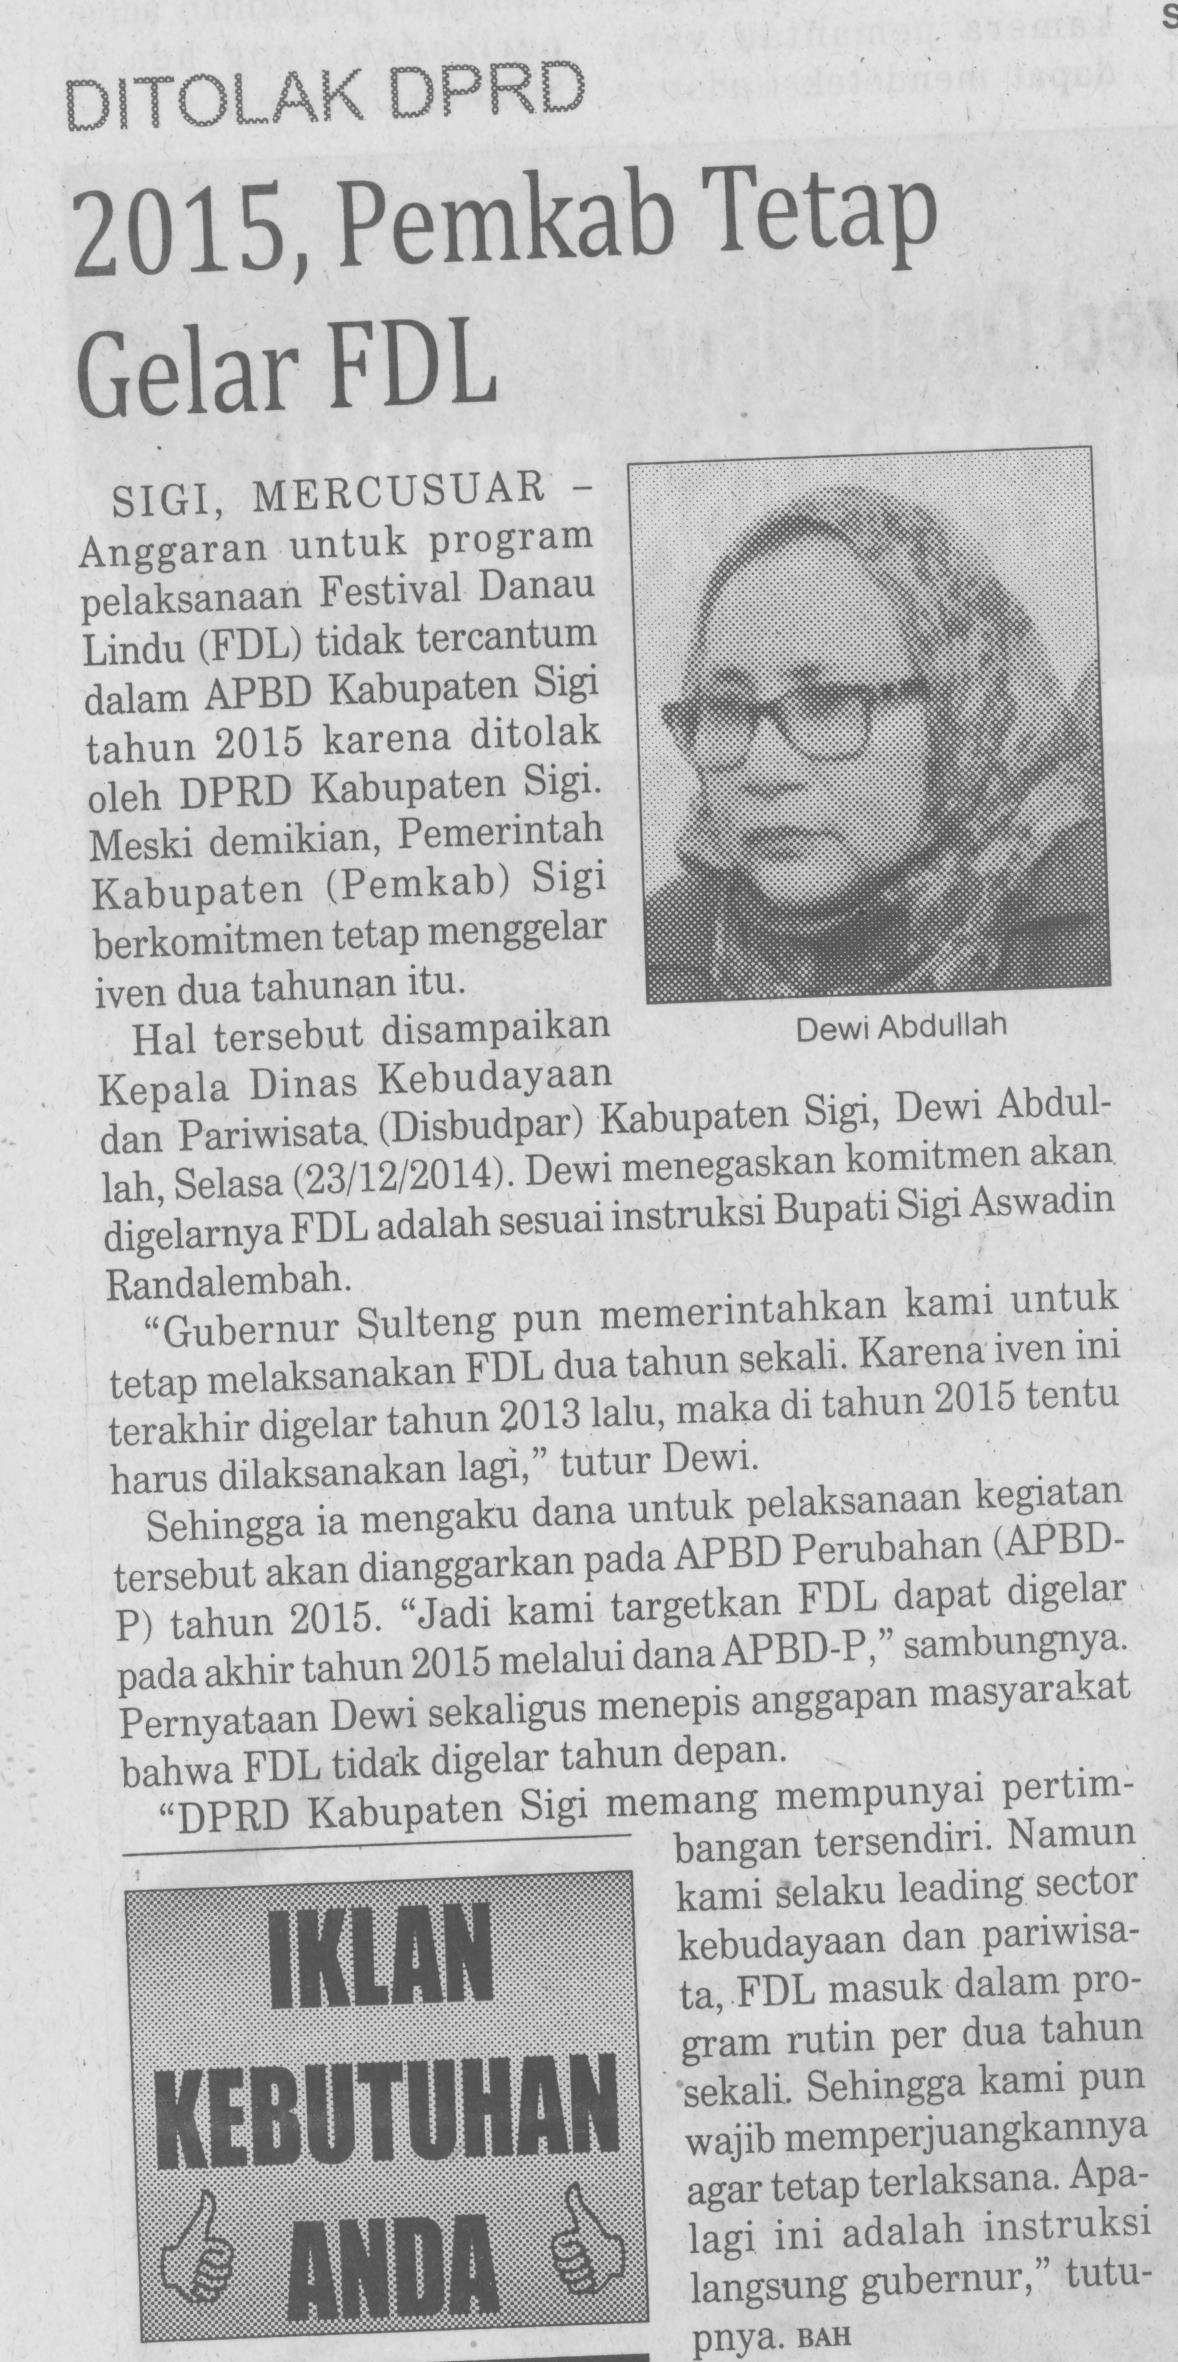 DITOLAK DPRD
2015, Pemkab Tetap
Gelar FDL
SIGI, MERCUSUAR –
Anggaran untuk program
pelaksanaan Festival Danau
Lindu (FDL) tidak tercantum
dalam APBD Kabupaten Sigi
tahun 2015 karena ditolak
oleh DPRD Kabupaten Sigi.
Meski demikian, Pemerintah
Kabupaten (Pemkab) Sigi
berkomitmen tetap menggelar
iven dua tahunan itu.
Hal tersebut disampaikan
Kepala Dinas Kebudayaan
Dewi Abdullah
dan Pariwisata (Disbudpar) Kabupaten Sigi, Dewi Abdul-
lah, Selasa (23/12/2014). Dewi menegaskan komitmen akan
digelarnya FDL adalah sesuai instruksi Bupati Sigi Aswadin
Randalembah.
“Gubernur Sulteng pun memerintahkan kami untuk
tetap melaksanakan FDL dua tahun sekali. Karena iven ini
terakhir digelar tahun 2013 lalu, maka di tahun 2015 tentu
harus dilaksanakan lagi,” tutur Dewi.
Sehingga ia mengaku dana untuk pelaksanaan kegiatan
tersebut akan dianggarkan pada APBD Perubahan (APBD-
P) tahun 2015. “Jadi kami targetkan FDL dapat digelar
pada akhir tahun 2015 melalui dana APBD-P,” sambungnya.
Pernyataan Dewi sekaligus menepis anggapan masyarakat
bahwa FDL tidak digelar tahun depan.
“DPRD Kabupaten Sigi memang mempunyai pertim-
bangan tersendiri. Namun
kami selaku leading sector
kebudayaan dan pariwisa-
ta, FDL masuk dalam pro-
gram rutin per dua tahun
sekali. Sehingga kami pun
wajib memperjuangkannya
agar tetap terlaksana. Apa-
lagi ini adalah instruksi
langsung gubernur,” tutu-
pnya. BAH
IKLAN
KEBUTUHAN
ANDA